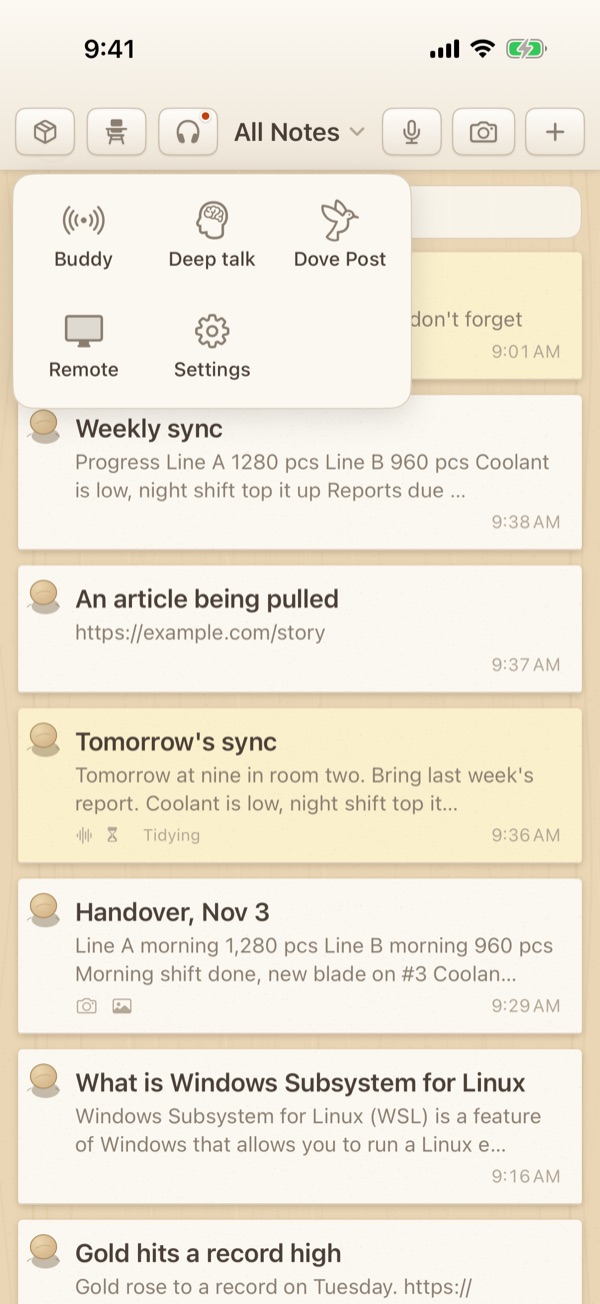 9:41
All Notes
Buddy
Deep talk
Dove Post
Remote
Settings
don't forget
9:01 AM
Weekly sync
Progress Line A 1280 pcs Line B 960 pcs Coolant
is low, night shift top it up Reports due ...
9:38 AM
An article being pulled
https://example.com/story
9:37 AM
Tomorrow's sync
Tomorrow at nine in room two. Bring last week's
report. Coolant is low, night shift top it...
Tidying
9:36 AM
Handover, Nov 3
Line A morning 1,280 pcs Line B morning 960 pcs
Morning shift done, new blade on #3 Coolan...
9:29 AM
What is Windows Subsystem for Linux
Windows Subsystem for Linux (WSL) is a feature
of Windows that allows you to run a Linux e...
9:16 AM
Gold hits a record high
Gold rose to a record on Tuesday. https://